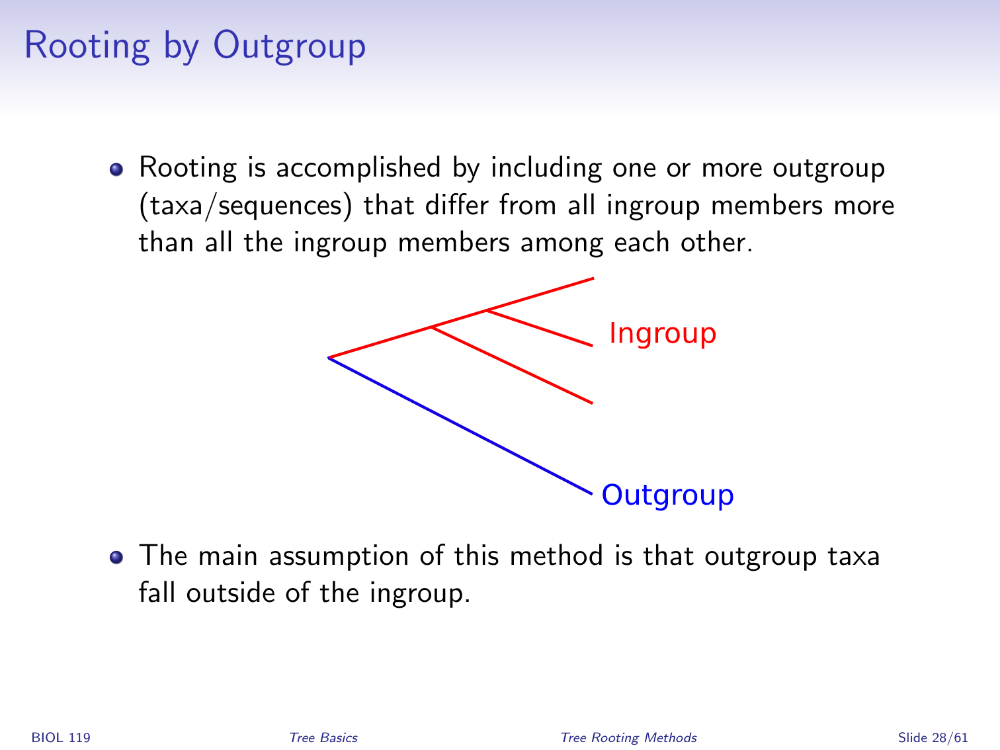 Rooting by Outgroup
Rooting is accomplished by including one or more outgroup
(taxa/sequences) that differ from all ingroup members more
than all the ingroup members among each other.
Ingroup
Outgroup
The main assumption of this method is that outgroup taxa
fall outside of the ingroup.
BIOL 119 Tree Basics Tree Rooting Methods Slide 28/61